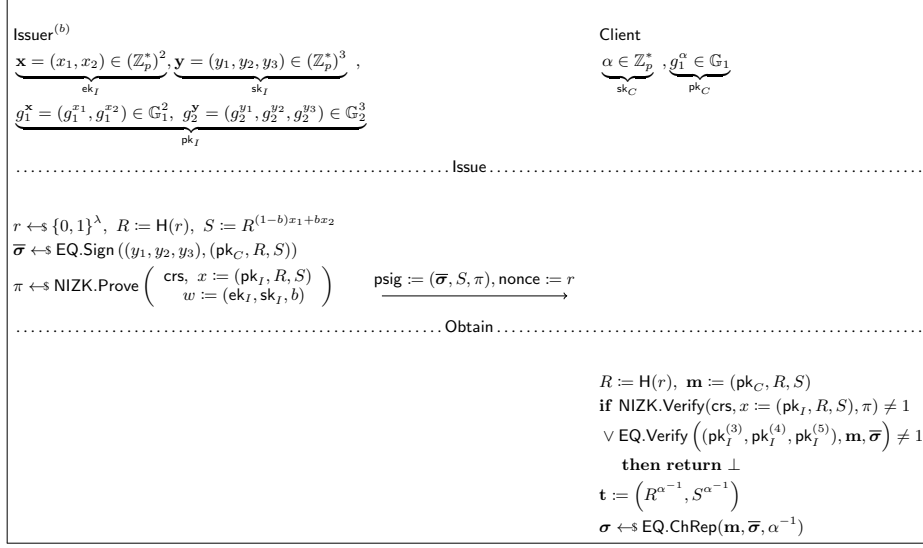 Issuer^{(b)} Client
𝐱 = (x_1, x_2) ∈ (ℤ_p^*)^2, 𝐲 = (y_1, y_2, y_3) ∈ (ℤ_p^*)^3 , α ∈ ℤ_p^* , g_1^α ∈ 𝔾_1
ek_I sk_I sk_C pk_C
g_1^𝐱 = (g_1^{x_1}, g_1^{x_2}) ∈ 𝔾_1^2, g_2^𝐲 = (g_2^{y_1}, g_2^{y_2}, g_2^{y_3}) ∈ 𝔾_2^3
pk_I
Issue
r ←$ {0, 1}^λ, R ≔ H(r), S ≔ R^{(1−b)x_1+bx_2}
σ̄ ←$ EQ.Sign ((y_1, y_2, y_3), (pk_C, R, S))
π ←$ NIZK.Prove ( crs, x ≔ (pk_I, R, S)
w ≔ (ek_I, sk_I, b) ) psig ≔ (σ̄, S, π), nonce ≔ r
Obtain
R ≔ H(r), 𝐦 ≔ (pk_C, R, S)
if NIZK.Verify(crs, x ≔ (pk_I, R, S), π) ≠ 1
∨ EQ.Verify ((pk_I^{(3)}, pk_I^{(4)}, pk_I^{(5)}), 𝐦, σ̄) ≠ 1
then return ⊥
𝐭 ≔ (R^{α^{−1}}, S^{α^{−1}})
σ ←$ EQ.ChRep(𝐦, σ̄, α^{−1})